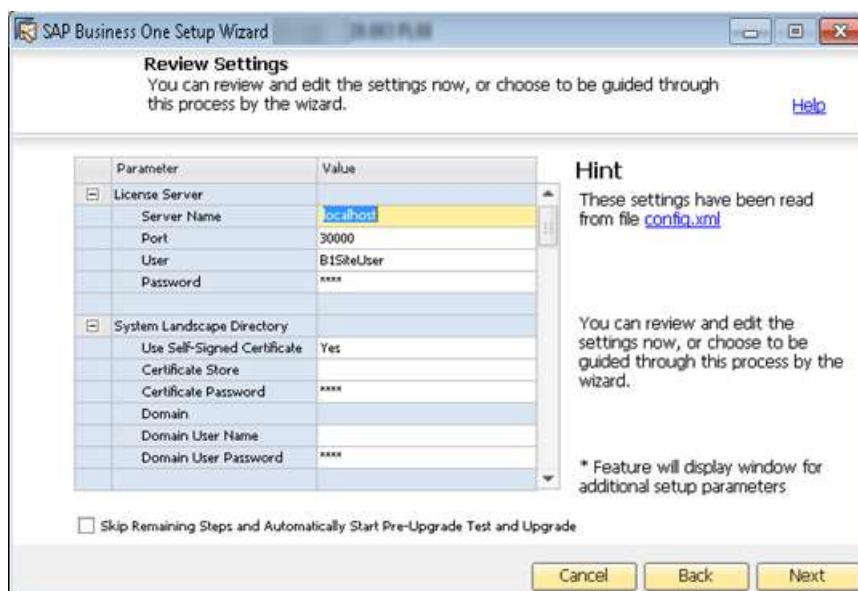 SAP Business One Setup Wizard
Review Settings
You can review and edit the settings now, or choose to be guided through
this process by the wizard.
Help
Parameter Value
License Server
Server Name localhost
Port 30000
User B1SiteUser
Password ****
System Landscape Directory
Use Self-Signed Certificate Yes
Certificate Store
Certificate Password ****
Domain
Domain User Name
Domain User Password ****
Hint
These settings have been read
from file config.xml
You can review and edit the
settings now, or choose to be
guided through this process by the
wizard.
* Feature will display window for
additional setup parameters
Skip Remaining Steps and Automatically Start Pre-Upgrade Test and Upgrade
Cancel Back Next